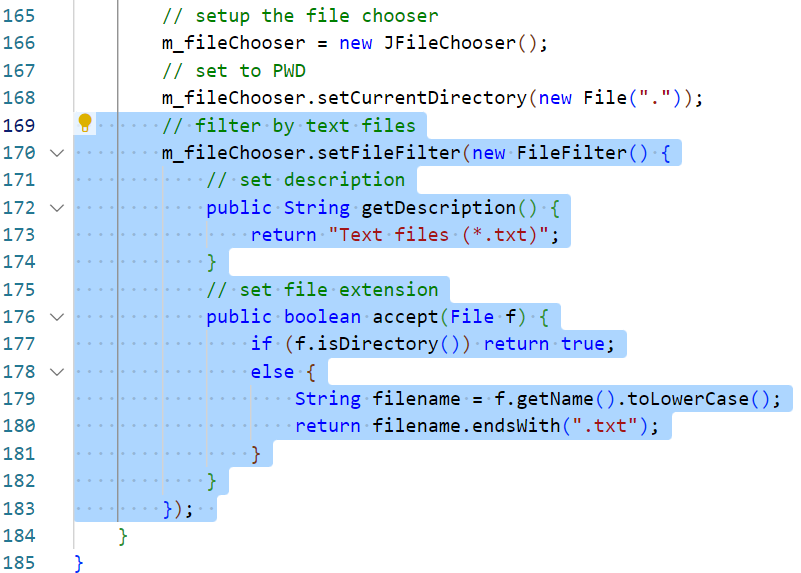 165 // setup the file chooser
166 m_fileChooser = new JFileChooser();
167 // set to PWD
168 m_fileChooser.setCurrentDirectory(new File("."));
169 // filter by text files
170 m_fileChooser.setFileFilter(new FileFilter() {
171 // set description
172 public String getDescription() {
173 return "Text files (*.txt)";
174 }
175 // set file extension
176 public boolean accept(File f) {
177 if (f.isDirectory()) return true;
178 else {
179 String filename = f.getName().toLowerCase();
180 return filename.endsWith(".txt");
181 }
182 }
183 });
184 }
185 }